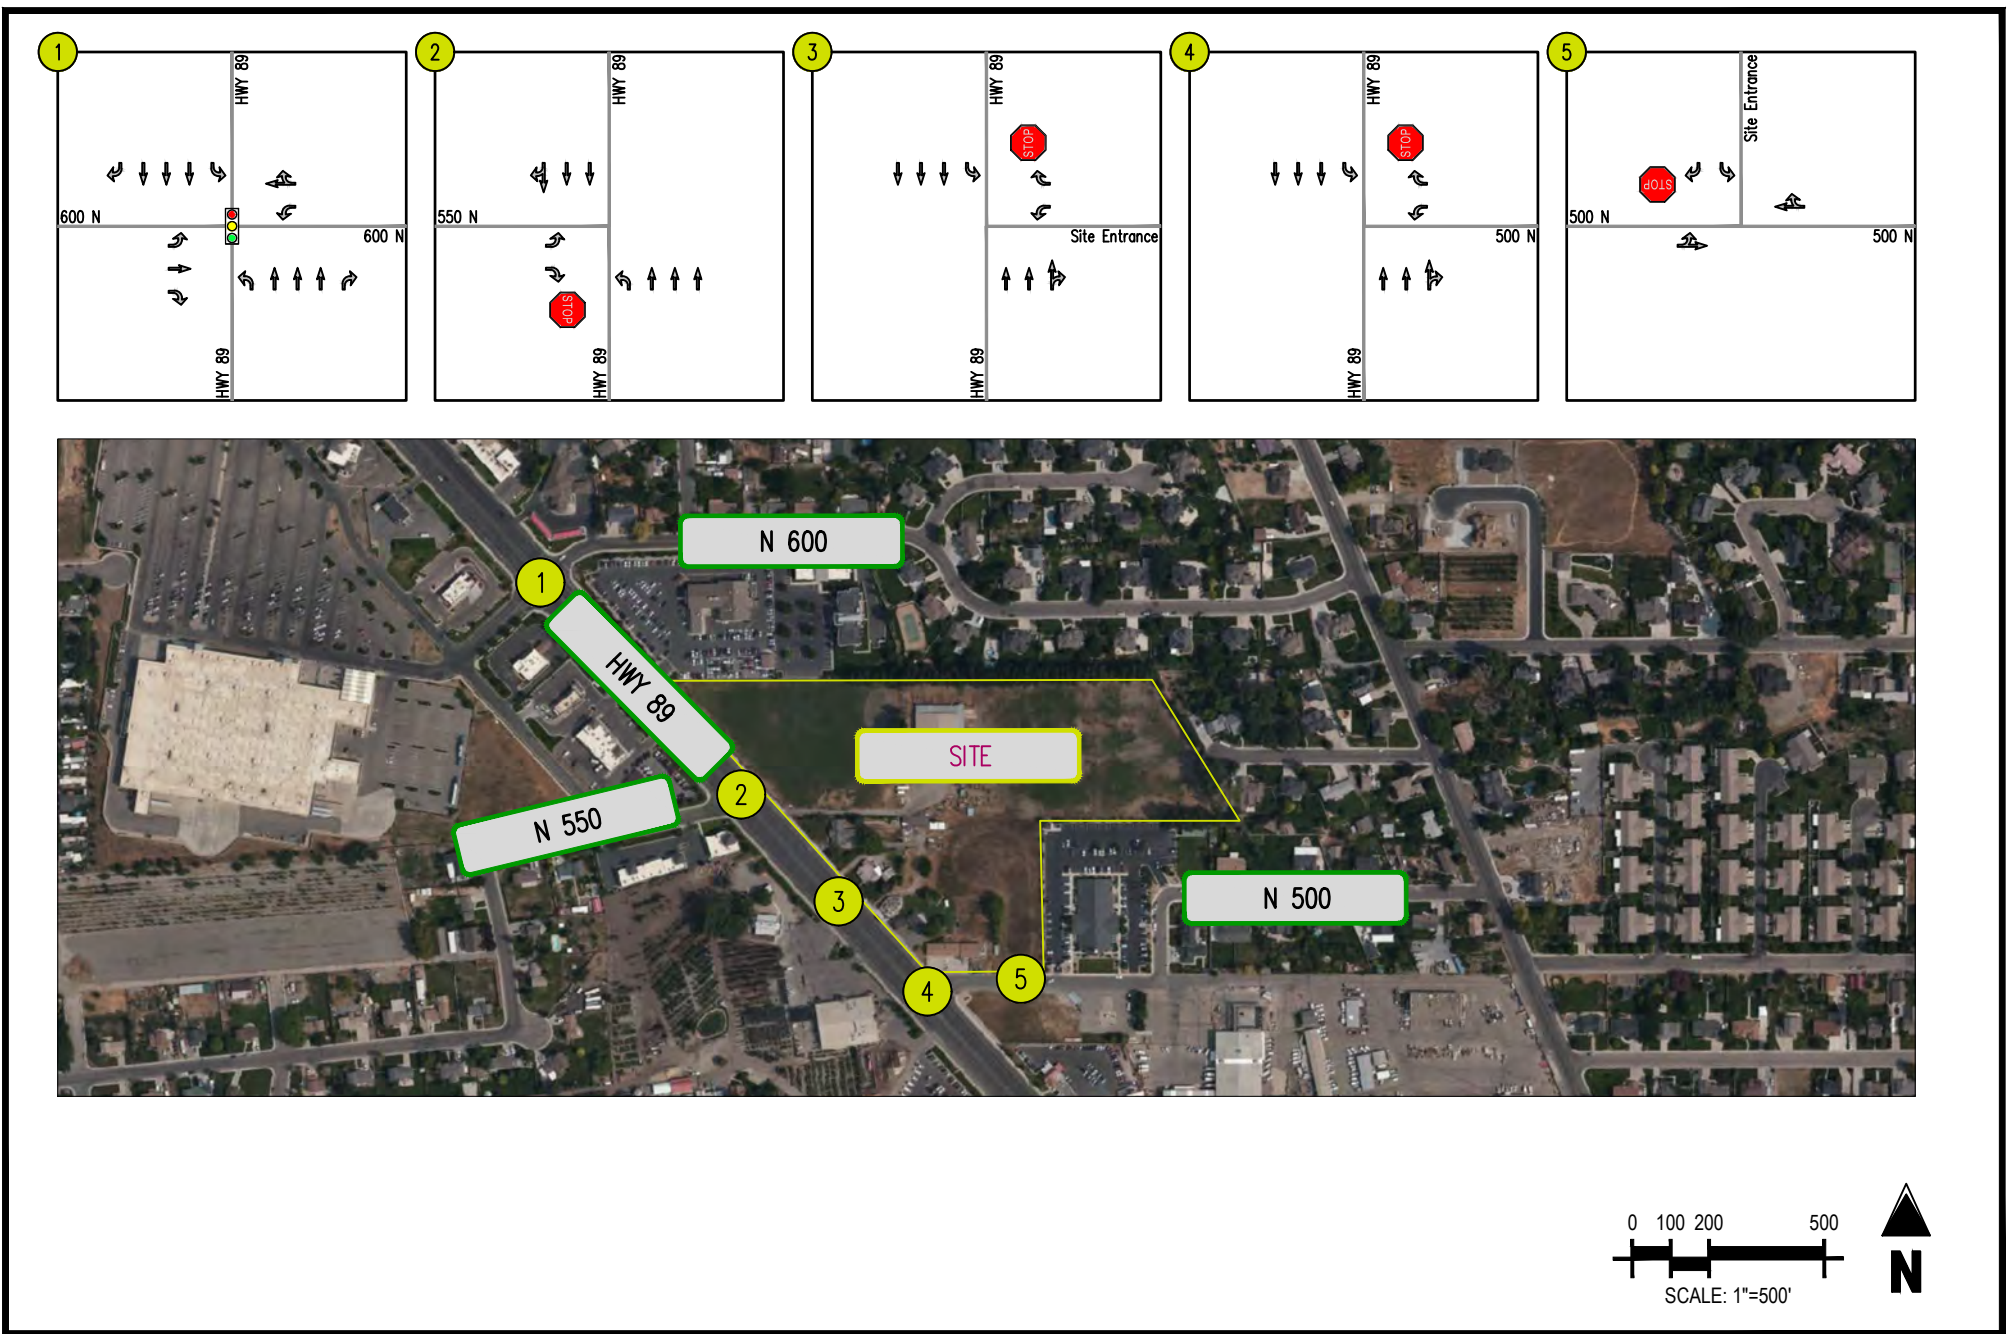 1
HWY 89
600 N
600 N
HWY 89
2
HWY 89
550 N
STOP
HWY 89
3
HWY 89
STOP
Site Entrance
HWY 89
4
HWY 89
STOP
500 N
HWY 89
5
Site Entrance
STOP
500 N
500 N
N 600
1
HWY 89
SITE
2
N 550
3
N 500
4
5
0 100 200 500
SCALE: 1"=500'
N